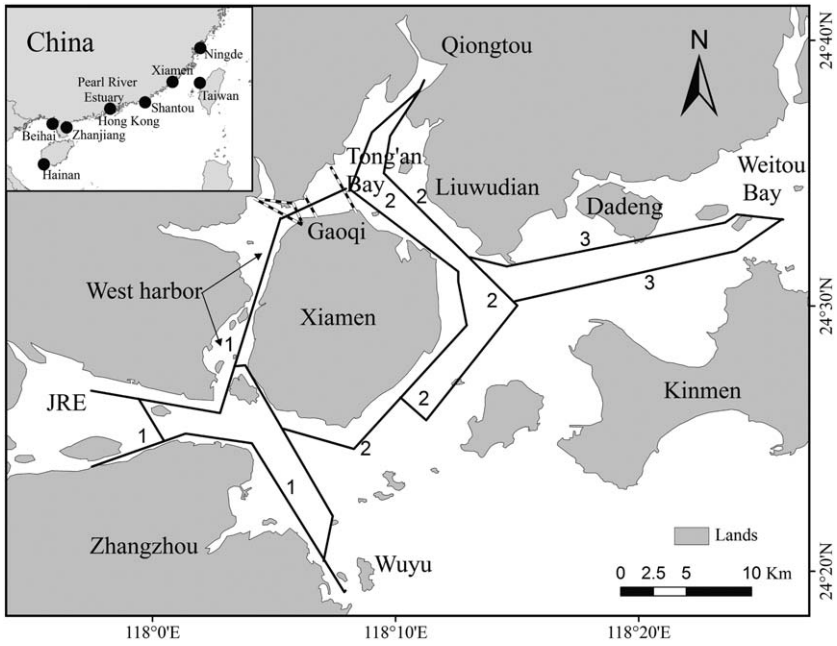 China
Ningde
Xiamen
Pearl River
Estuary
Taiwan
Shantou
Hong Kong
Beihai
Zhanjiang
Hainan
Qiongtou
N
24°40'N
Tong'an
Bay
2
2
Liuwudian
Weitou
Bay
Dadeng
Gaoqi
3
West harbor
2
3
24°30'N
Xiamen
1
JRE
2
Kinmen
1
2
1
Zhangzhou
Wuyu
Lands
0 2.5 5 10 Km
24°20'N
118°0'E
118°10'E
118°20'E